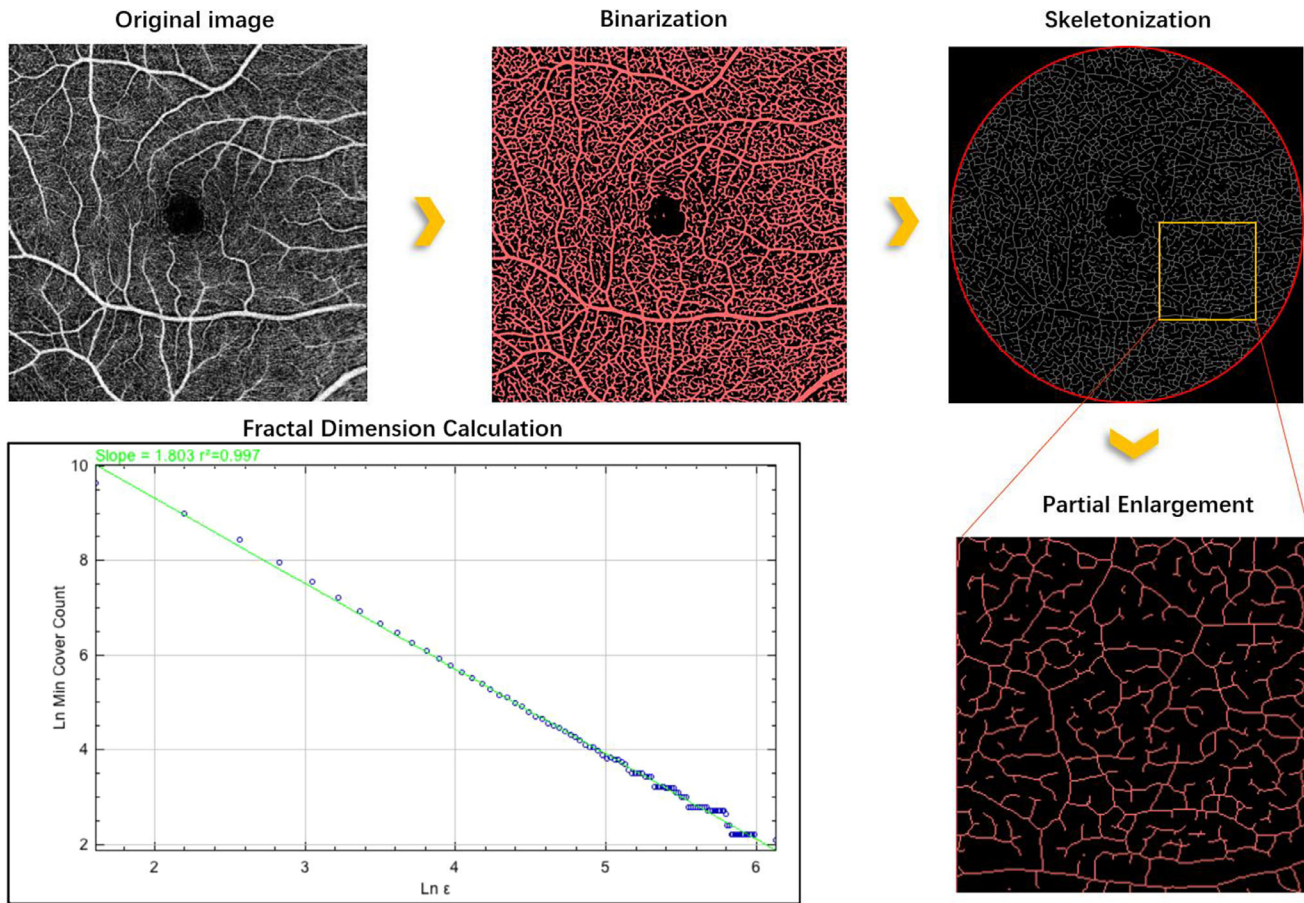 Original image
Binarization
Skeletonization
Fractal Dimension Calculation
Slope = 1.803 r²=0.997
10
8
6
4
2
Ln Min Cover Count
2
3
4
5
6
Ln ε
Partial Enlargement